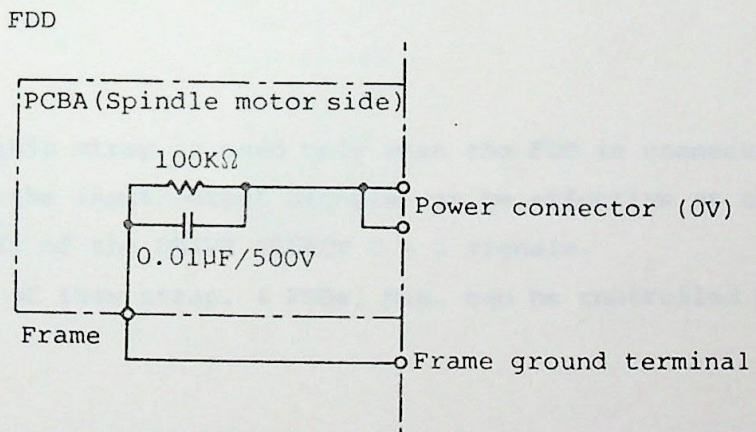 FDD
PCBA(Spindle motor side)
100KΩ
Power connector (0V)
0.01μF/500V
Frame
Frame ground terminal